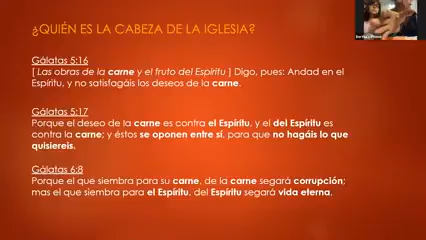 ¿QUIÉN ES LA CABEZA DE LA IGLESIA?
Gálatas 5:16
[ Las obras de la carne y el fruto del Espíritu ] Digo, pues: Andad en el
Espíritu, y no satisfagáis los deseos de la carne.
Gálatas 5:17
Porque el deseo de la carne es contra el Espíritu, y el del Espíritu es
contra la carne; y éstos se oponen entre sí, para que no hagáis lo que
quisiereis.
Gálatas 6:8
Porque el que siembra para su carne, de la carne segará corrupción;
mas el que siembra para el Espíritu, del Espíritu segará vida eterna.